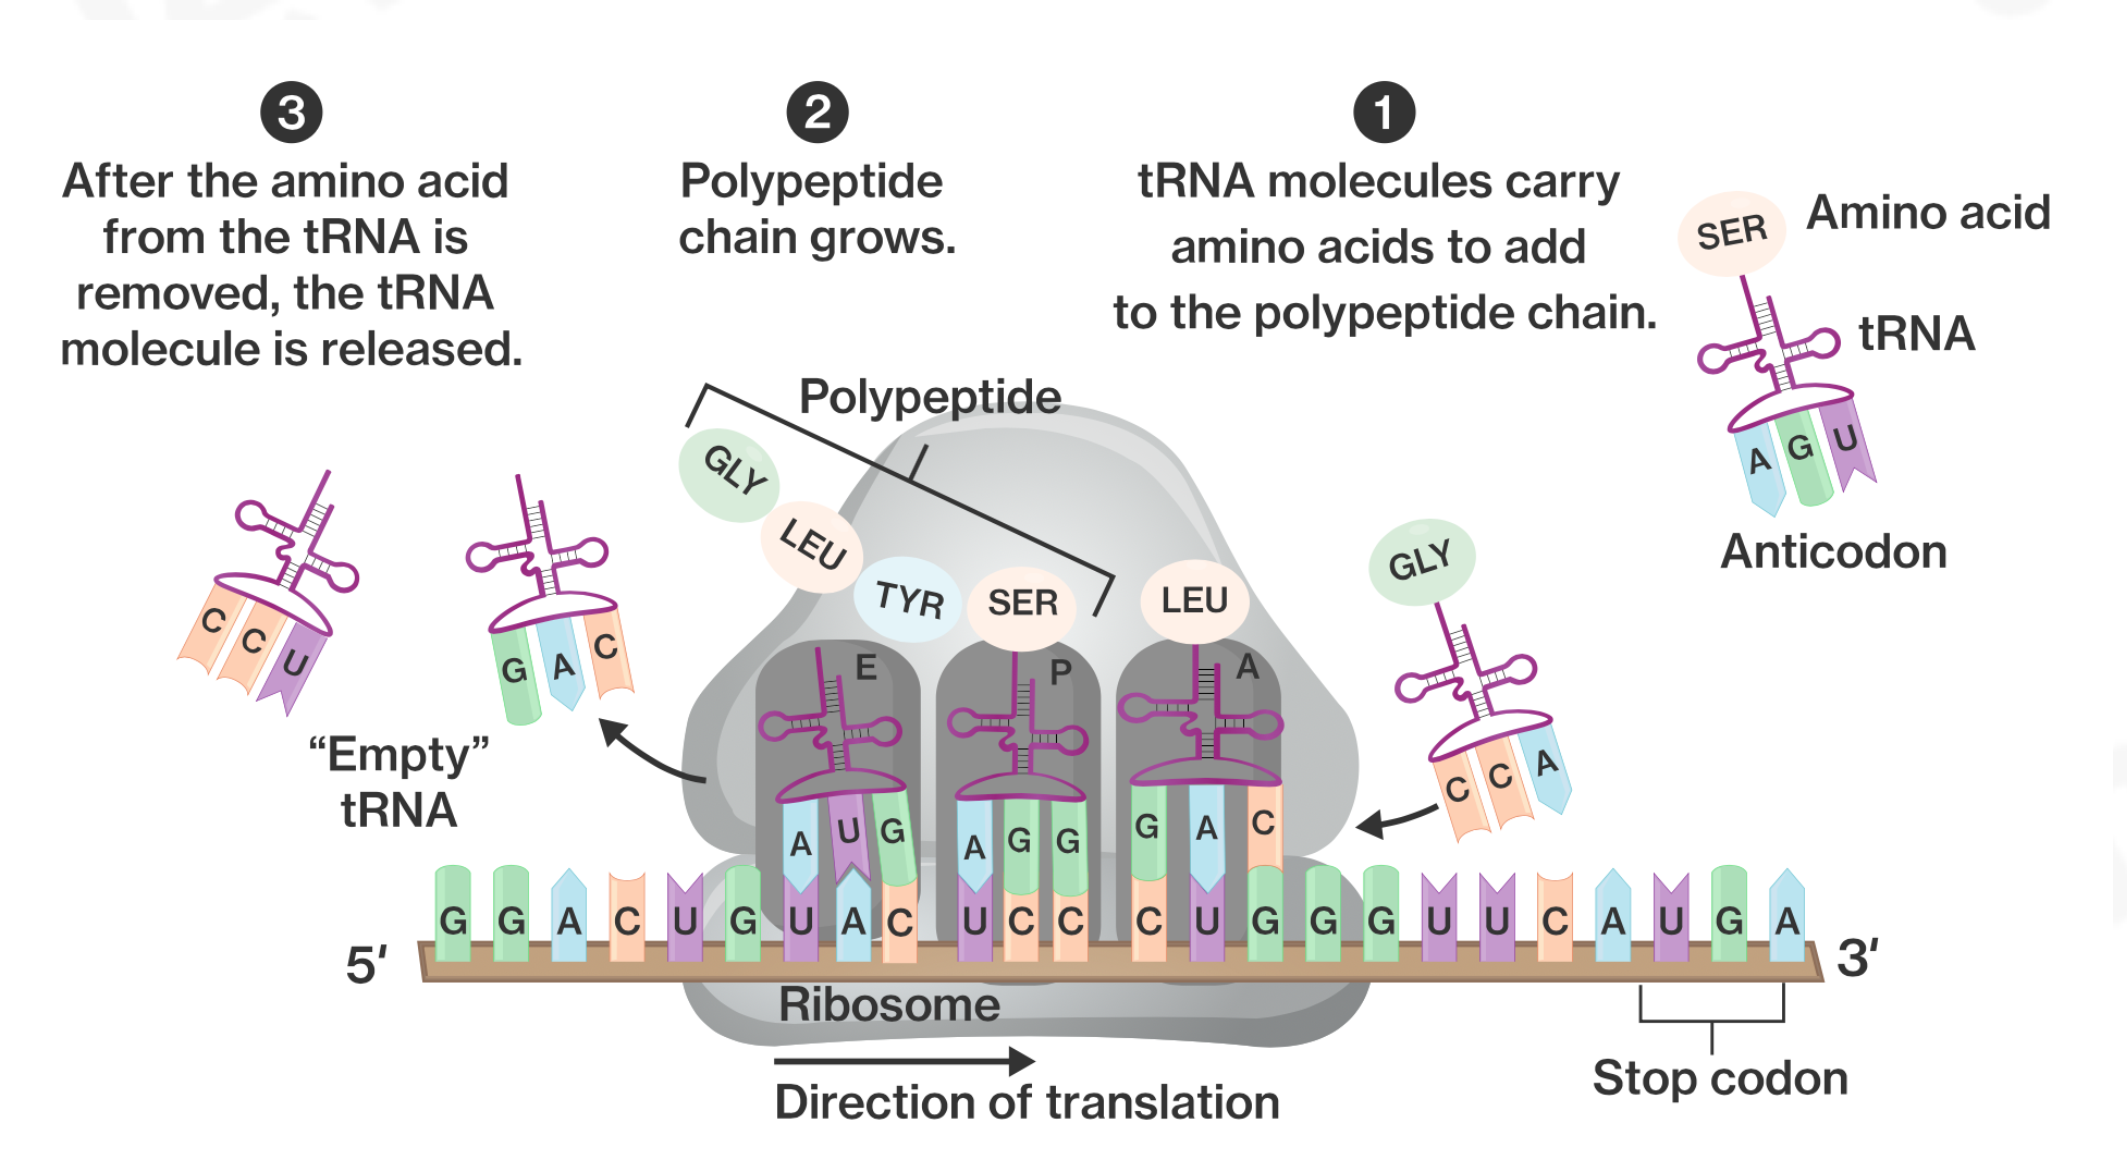 3
After the amino acid
from the tRNA is
removed, the tRNA
molecule is released.
2
Polypeptide
chain grows.
1
tRNA molecules carry
amino acids to add
to the polypeptide chain.
SER
Amino acid
tRNA
A G U
Anticodon
Polypeptide
GLY
LEU
TYR
SER
LEU
GLY
C C A
C C U
G A C
“Empty”
tRNA
E
P
A
A U G
A G G
G A C
G G A C U G U A C U C C C U G G G U U C A U G A
5′
3′
Ribosome
Direction of translation
Stop codon